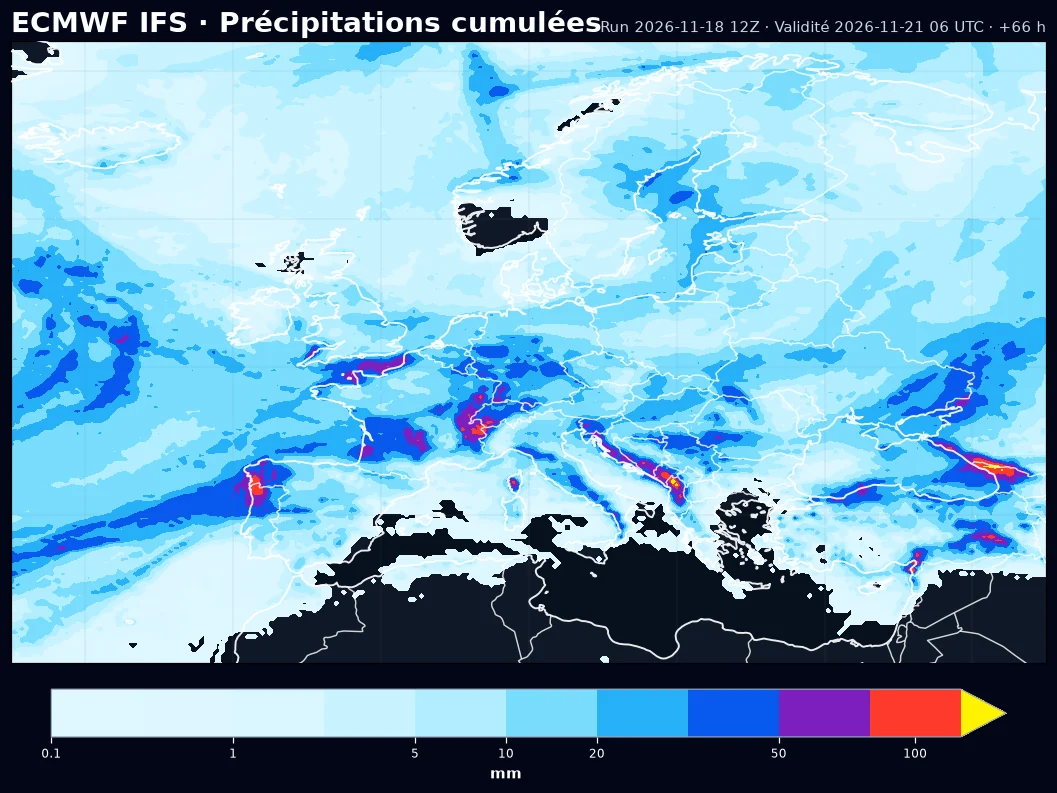 ECMWF IFS · Précipitations cumulées
Run 2026-11-18 12Z · Validité 2026-11-21 06 UTC · +66 h
0.1 1 5 10 20 50 100
mm